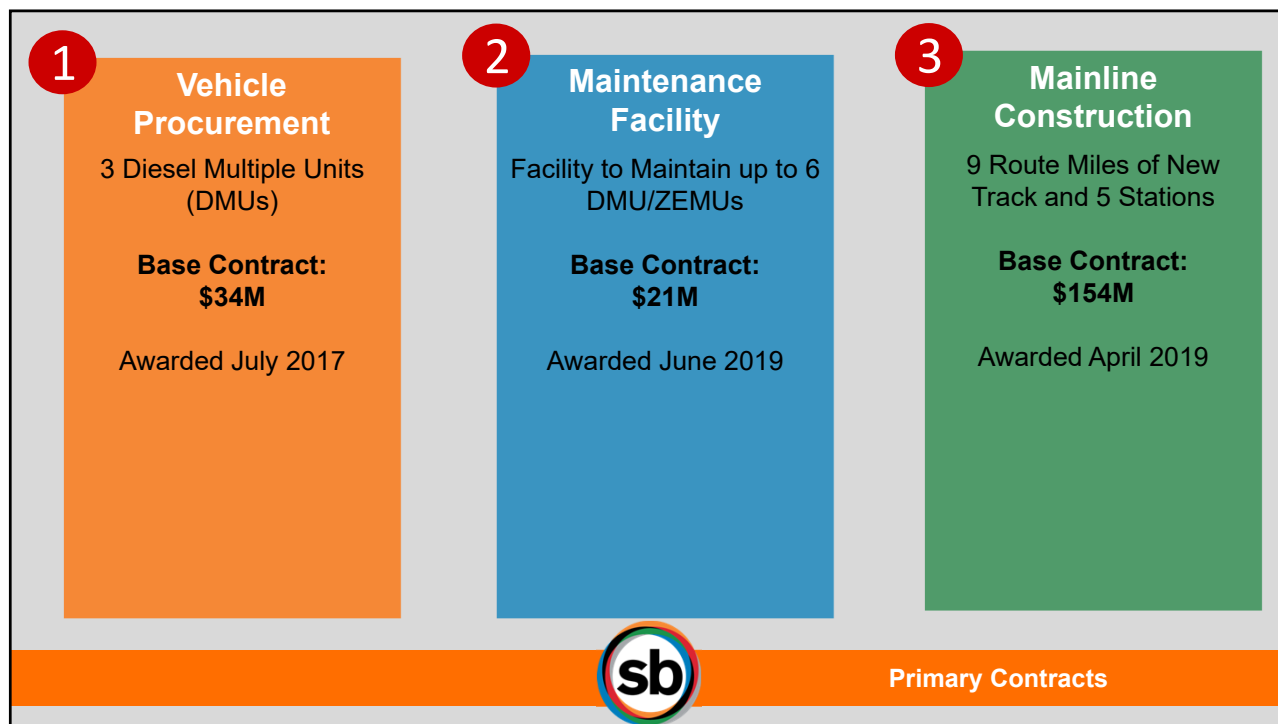 1
Vehicle
Procurement
3 Diesel Multiple Units
(DMUs)
Base Contract:
$34M
Awarded July 2017
2
Maintenance
Facility
Facility to Maintain up to 6
DMU/ZEMUs
Base Contract:
$21M
Awarded June 2019
3
Mainline
Construction
9 Route Miles of New
Track and 5 Stations
Base Contract:
$154M
Awarded April 2019
sb
Primary Contracts